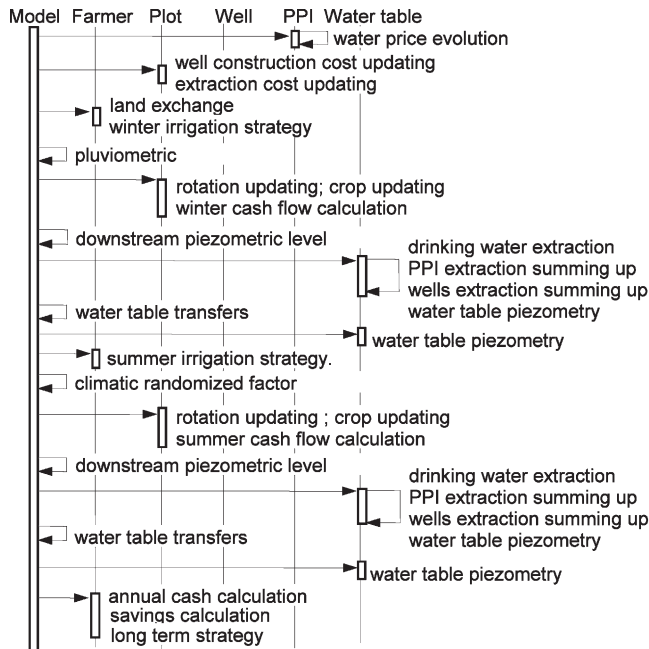 Model Farmer Plot Well PPI Water table
water price evolution
well construction cost updating
extraction cost updating
land exchange
winter irrigation strategy
pluviometric
rotation updating; crop updating
winter cash flow calculation
downstream piezometric level
drinking water extraction
PPI extraction summing up
wells extraction summing up
water table piezometry
water table transfers
water table piezometry
summer irrigation strategy.
climatic randomized factor
rotation updating ; crop updating
summer cash flow calculation
downstream piezometric level
drinking water extraction
PPI extraction summing up
wells extraction summing up
water table piezometry
water table transfers
water table piezometry
annual cash calculation
savings calculation
long term strategy